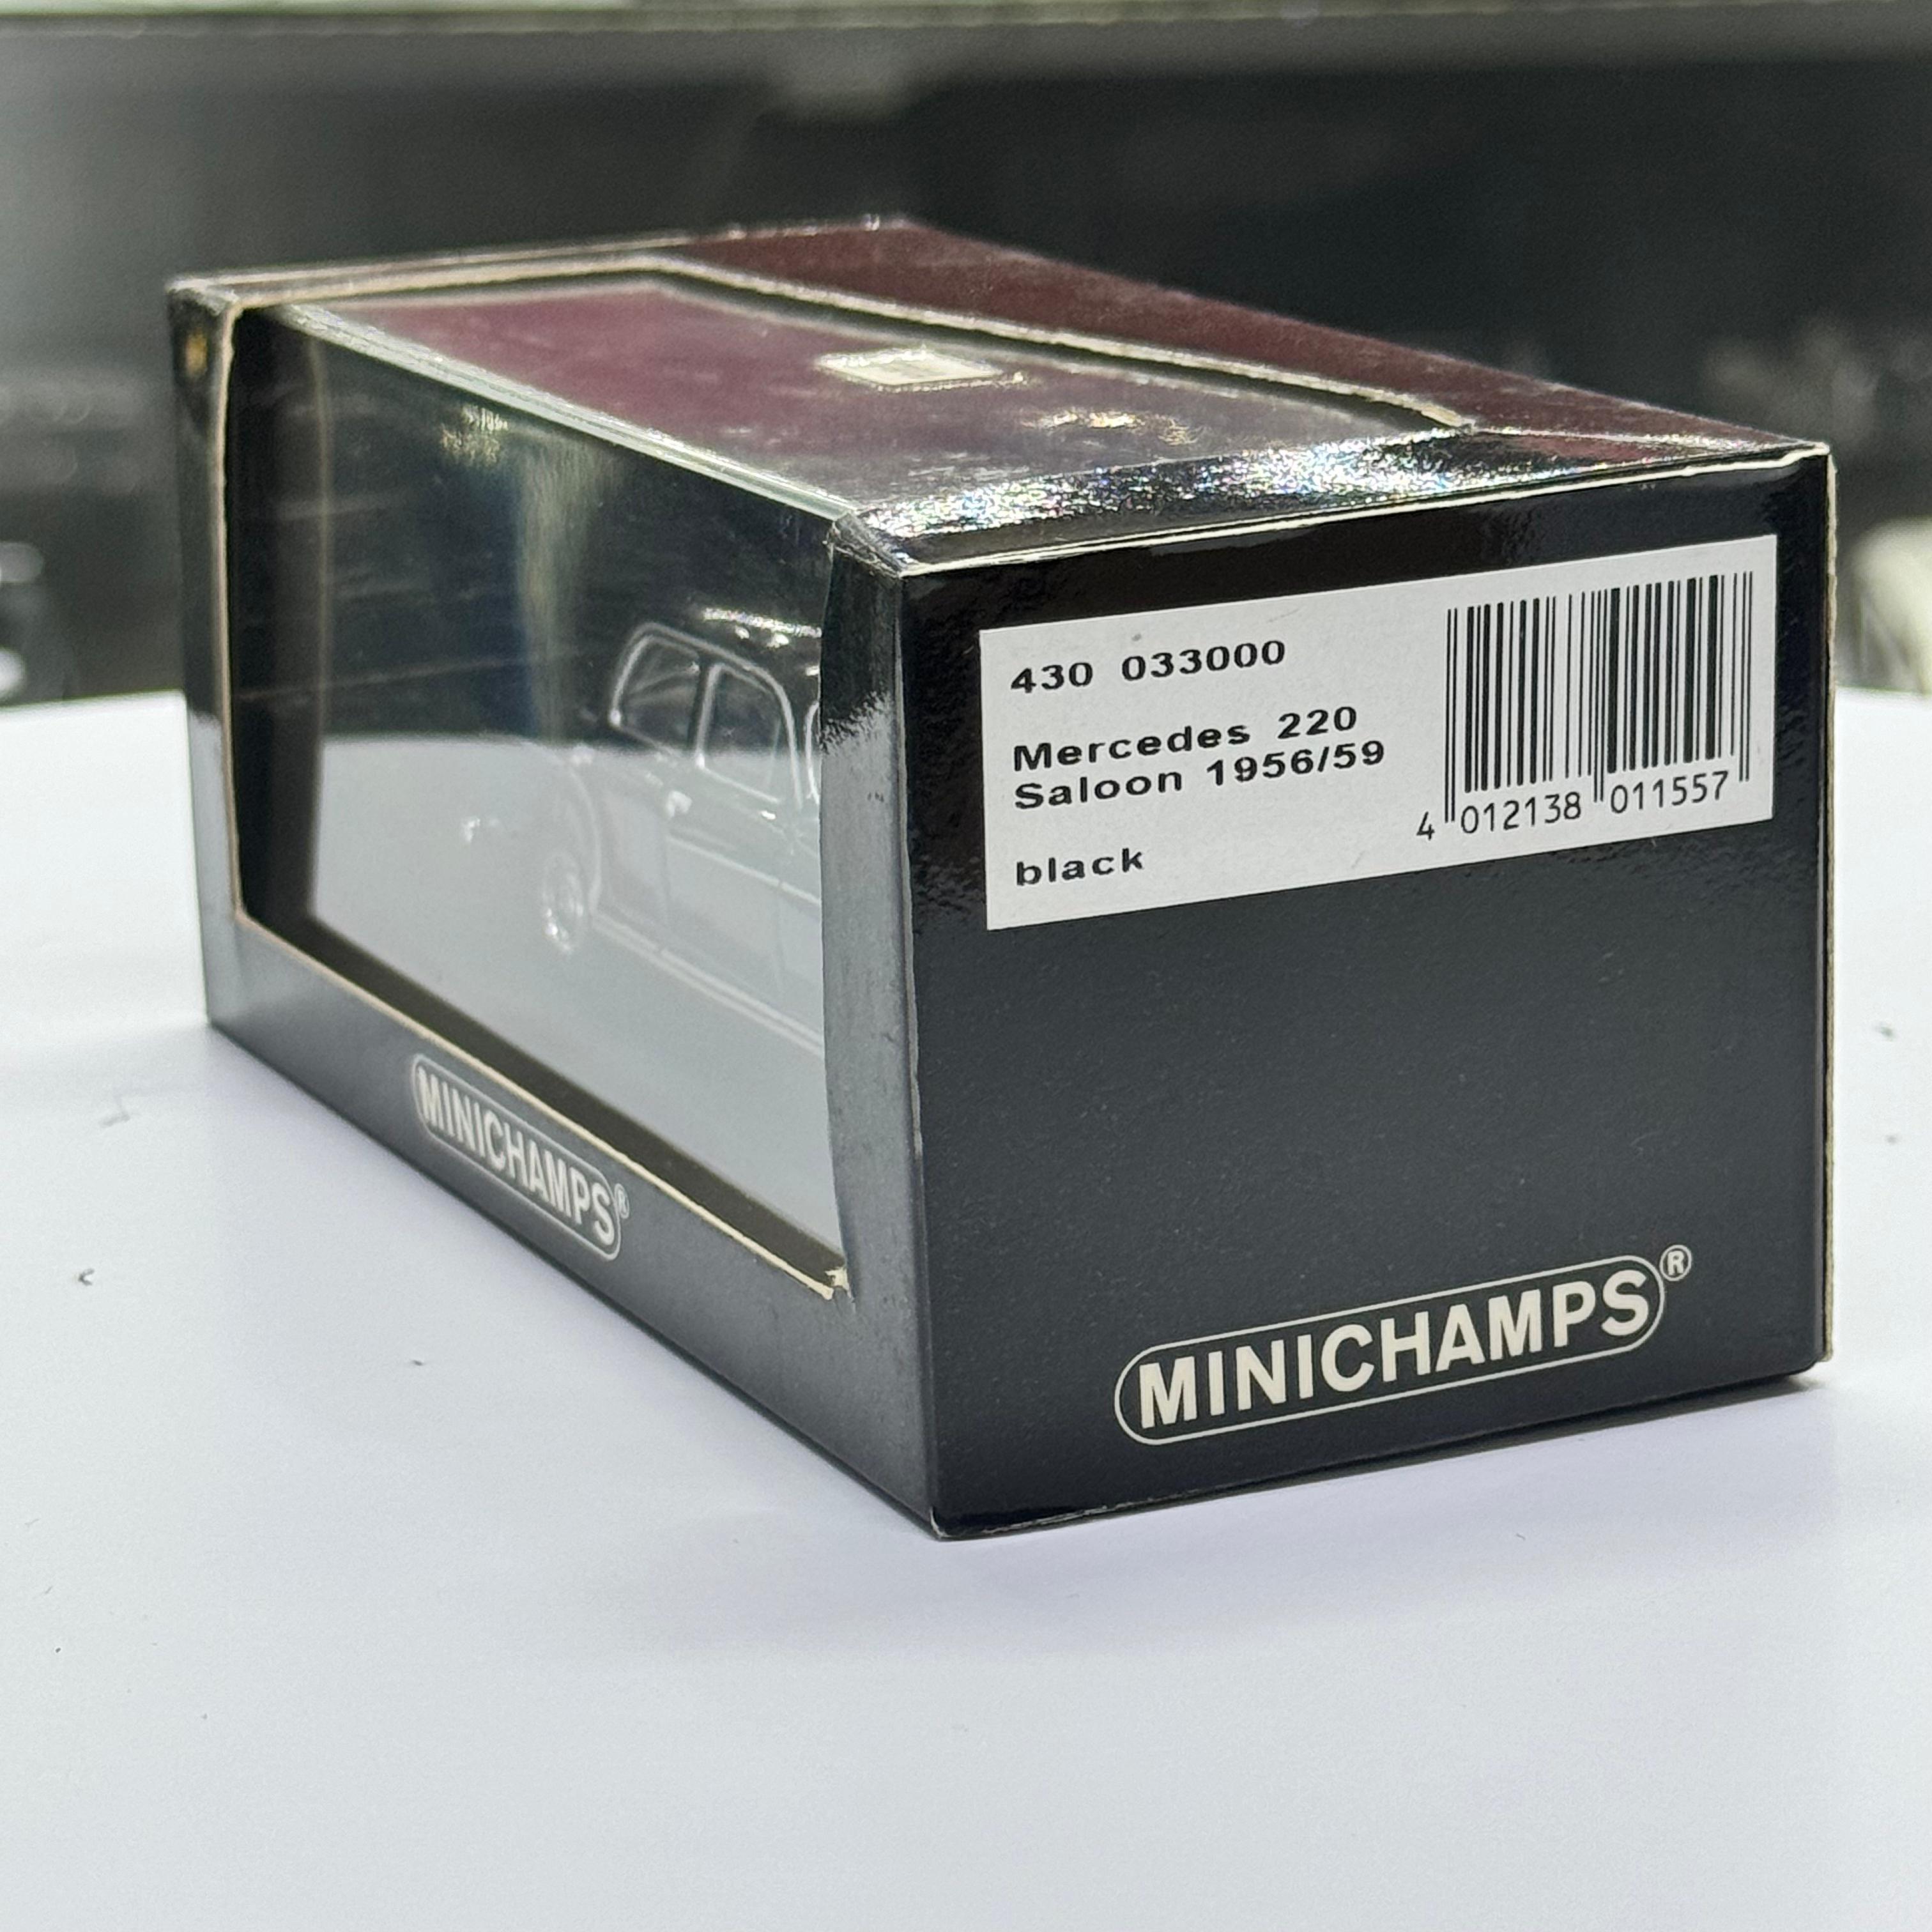 430 033000
Mercedes 220
Saloon 1956/59
black
4 012138 011557
MINICHAMPS®
MINICHAMPS®